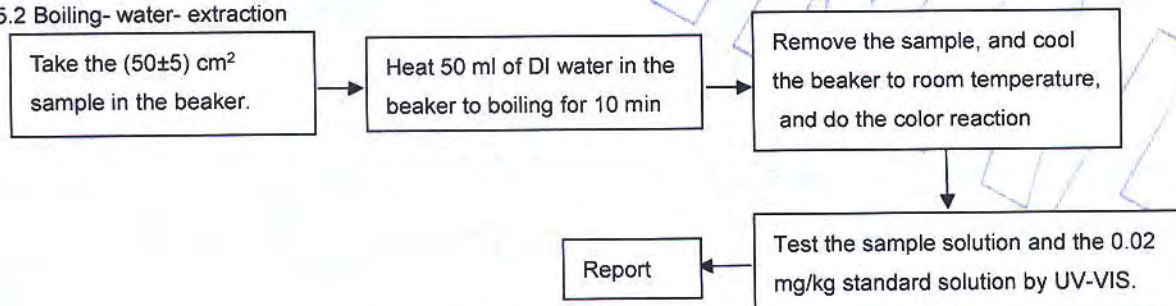 5.2 Boiling- water- extraction
Take the (50±5) cm²
sample in the beaker.
Heat 50 ml of DI water in the
beaker to boiling for 10 min
Remove the sample, and cool
the beaker to room temperature,
and do the color reaction
Test the sample solution and the 0.02
mg/kg standard solution by UV-VIS.
Report